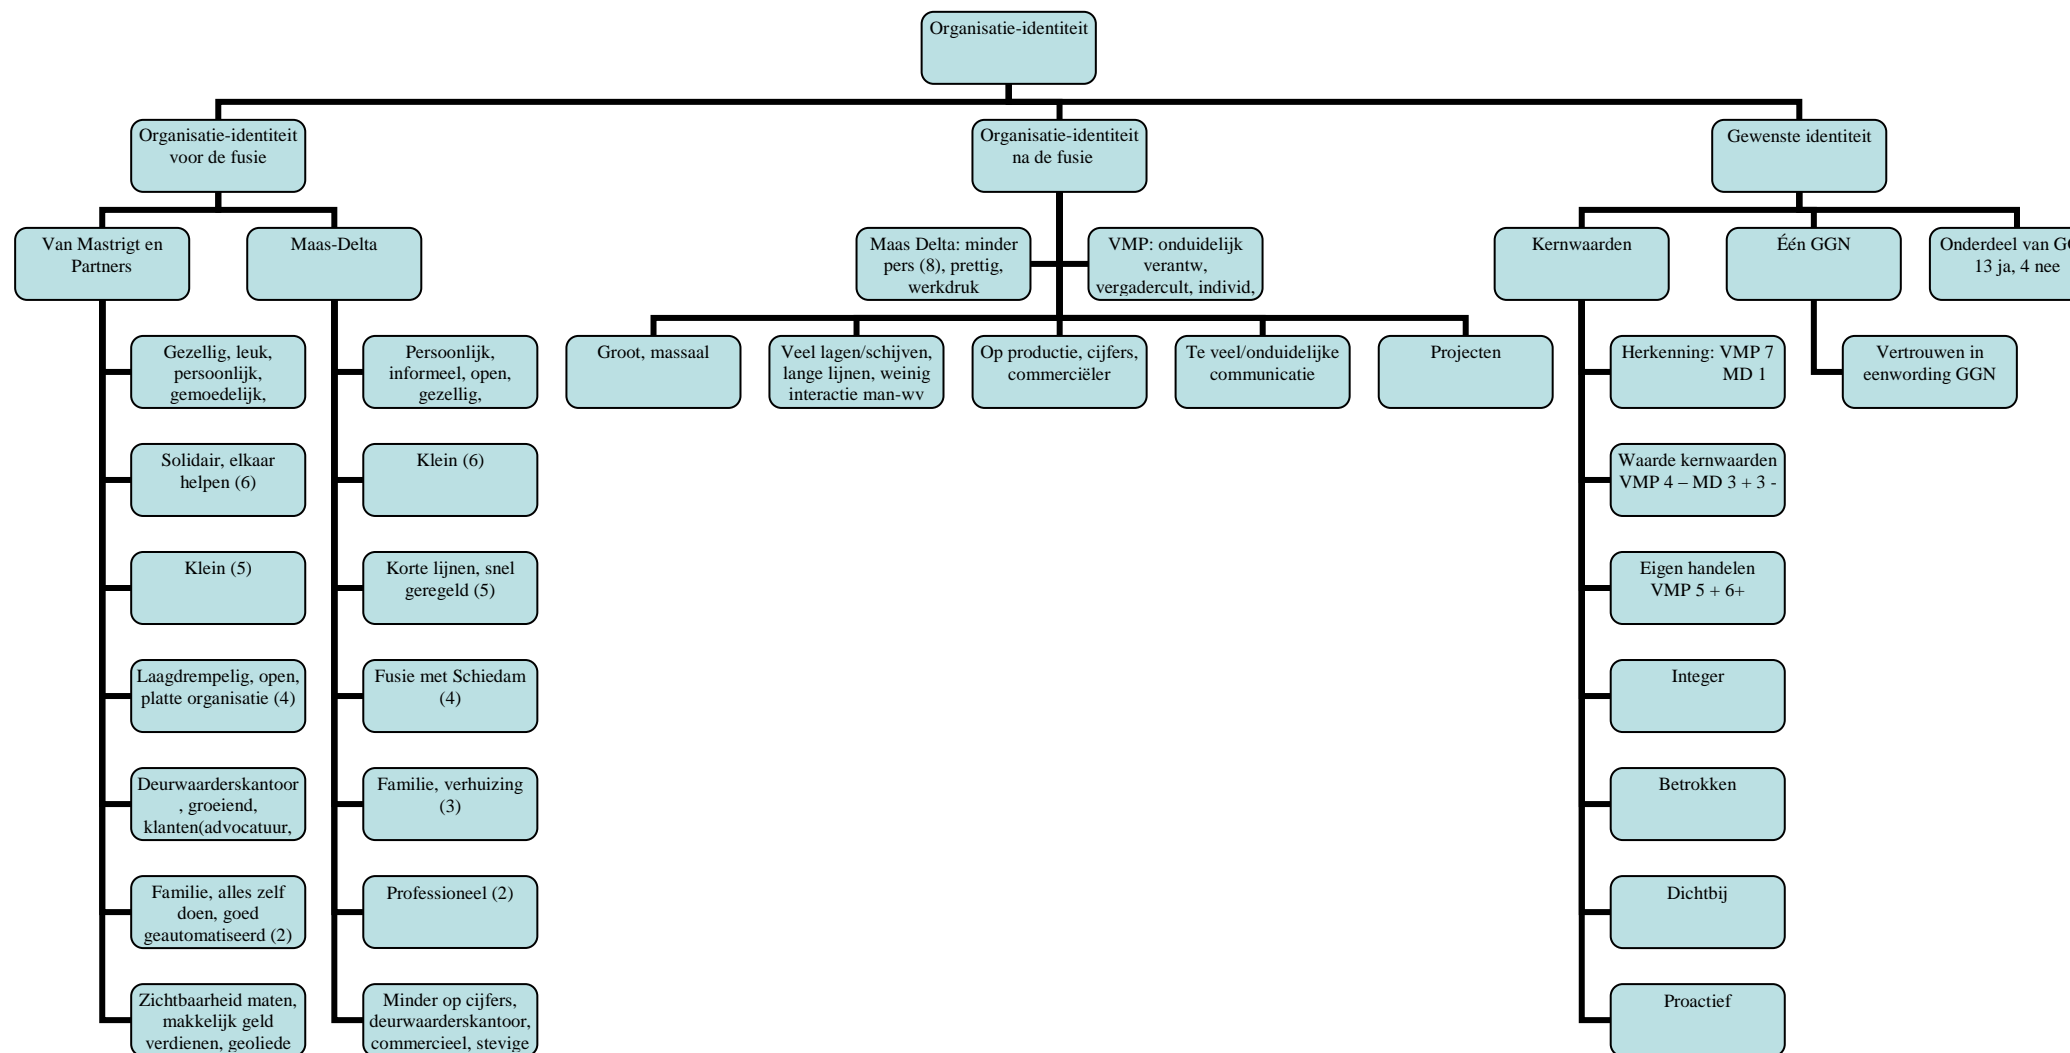 Organisatie-identiteit
Organisatie-identiteit
voor de fusie
Organisatie-identiteit
na de fusie
Gewenste identiteit
Van Mastrigt en
Partners
Maas-Delta
Maas Delta: minder
pers (8), prettig,
werkdruk
VMP: onduidelijk
verantw,
vergadercult, individ,
Kernwaarden
Één GGN
Onderdeel van
13 ja, 4 nee
Gezellig, leuk,
persoonlijk,
gemoedelijk,
Solidair, elkaar
helpen (6)
Klein (5)
Laagdrempelig, open,
platte organisatie (4)
Deurwaarderskantoor
, groeiend,
klanten(advocatuur,
Familie, alles zelf
doen, goed
geautomatiseerd (2)
Zichtbaarheid maten,
makkelijk geld
verdienen, geoliede
Persoonlijk,
informeel, open,
gezellig,
Klein (6)
Korte lijnen, snel
geregeld (5)
Fusie met Schiedam
(4)
Familie, verhuizing
(3)
Professioneel (2)
Minder op cijfers,
deurwaarderskantoor,
commercieel, stevige
Groot, massaal
Veel lagen/schijven,
lange lijnen, weinig
interactie man-wv
Op productie, cijfers,
commerciëler
Te veel/onduidelijke
communicatie
Projecten
Herkenning: VMP 7
MD 1
Waarde kernwaarden
VMP 4 – MD 3 + 3 -
Eigen handelen
VMP 5 + 6+
Integer
Betrokken
Dichtbij
Proactief
Vertrouwen in
eenwording GGN